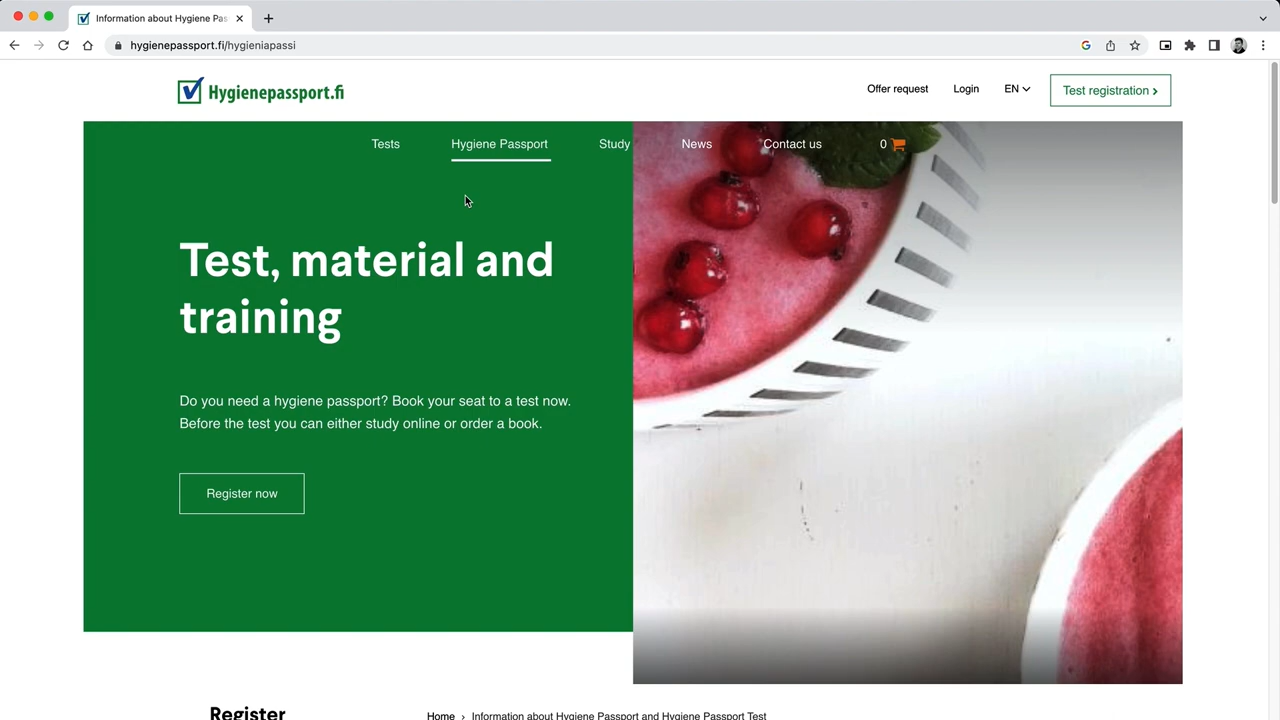 Information about Hygiene Pas
hygienepassport.fi/hygieniapassi
Hygienepassport.fi
Offer request
Login
EN
Test registration ›
Tests
Hygiene Passport
Study
News
Contact us
0
Test, material and
training
Do you need a hygiene passport? Book your seat to a test now.
Before the test you can either study online or order a book.
Register now
Register
Home › Information about Hygiene Passport and Hygiene Passport Test